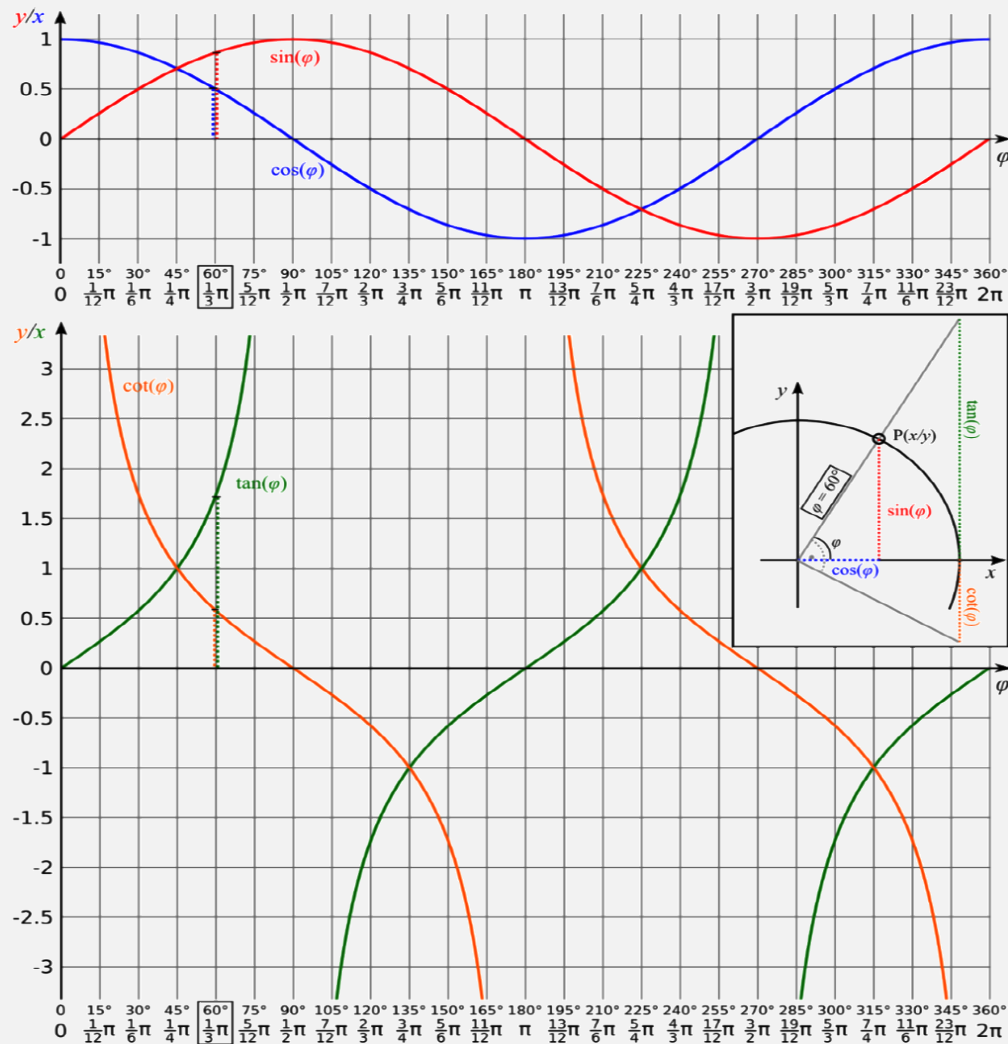 y/x
1
sin(φ)
0.5
0
φ
cos(φ)
-0.5
-1
0 15° 30° 45° 60° 75° 90° 105° 120° 135° 150° 165° 180° 195° 210° 225° 240° 255° 270° 285° 300° 315° 330° 345° 360°
0 1/12π 1/6π 1/4π 1/3π 5/12π 1/2π 7/12π 2/3π 3/4π 5/6π 11/12π π 13/12π 7/6π 5/4π 4/3π 17/12π 3/2π 19/12π 5/3π 7/4π 11/6π 23/12π 2π
y/x
3
cot(φ)
2.5
2
tan(φ)
1.5
1
0.5
0
φ
-0.5
-1
-1.5
-2
-2.5
-3
y
tan(φ)
P(x/y)
φ = 60°
sin(φ)
φ
cos(φ)
x
cot(φ)
0 15° 30° 45° 60° 75° 90° 105° 120° 135° 150° 165° 180° 195° 210° 225° 240° 255° 270° 285° 300° 315° 330° 345° 360°
0 1/12π 1/6π 1/4π 1/3π 5/12π 1/2π 7/12π 2/3π 3/4π 5/6π 11/12π π 13/12π 7/6π 5/4π 4/3π 17/12π 3/2π 19/12π 5/3π 7/4π 11/6π 23/12π 2π